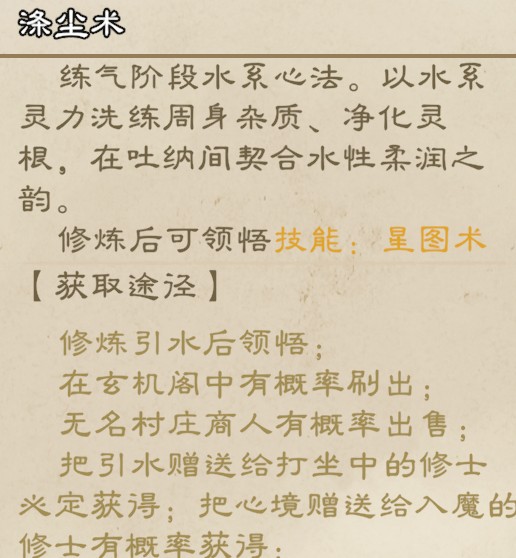 涤尘术
练气阶段水系心法。以水系
灵力洗练周身杂质、净化灵
根，在吐纳间契合水性柔润之
韵。
修炼后可领悟技能：星图术
【获取途径】
修炼引水后领悟；
在玄机阁中有概率刷出；
无名村庄商人有概率出售；
把引水赠送给打坐中的修士
必定获得；把心境赠送给入魔的
修士有概率获得；